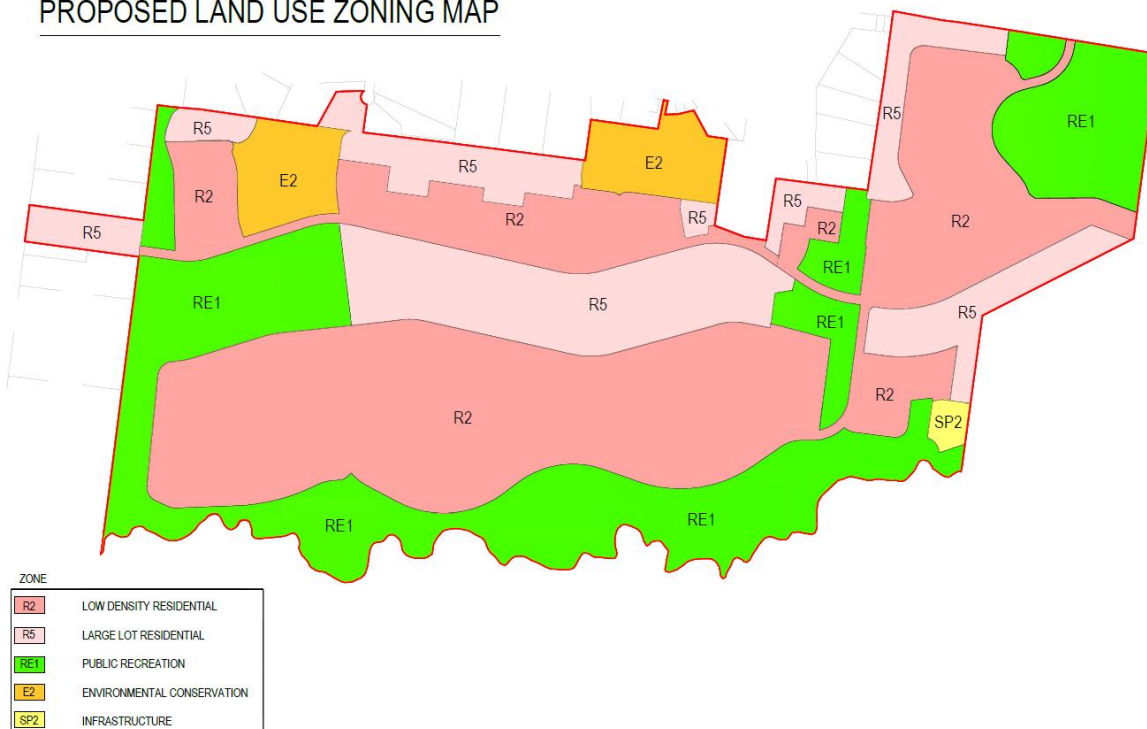 PROPOSED LAND USE ZONING MAP
RE1
R5
R5
E2
R5
E2
R2
R5
R2
R5
R2
R2
R5
RE1
RE1
R5
RE1
R5
R2
R2
SP2
RE1
RE1
ZONE
R2 LOW DENSITY RESIDENTIAL
R5 LARGE LOT RESIDENTIAL
RE1 PUBLIC RECREATION
E2 ENVIRONMENTAL CONSERVATION
SP2 INFRASTRUCTURE